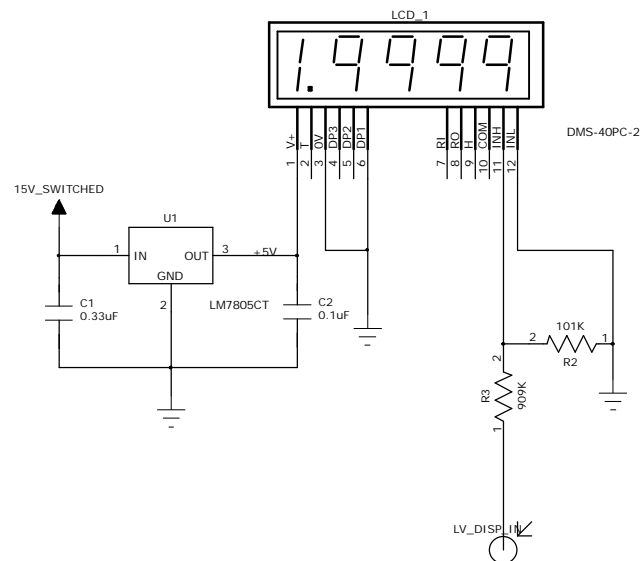 LCD_1
1.9999
V+
T
0V
DP3
DP2
DP1
RI
RO
H
COM
INH
INL
1
2
3
4
5
6
7
8
9
10
11
12
DMS-40PC-2
15V_SWITCHED
U1
1
IN
OUT
3
+5V
GND
2
LM7805CT
C1
0.33uF
C2
0.1uF
101K
2
1
R2
2
R3
909K
1
LV_DISP_IN